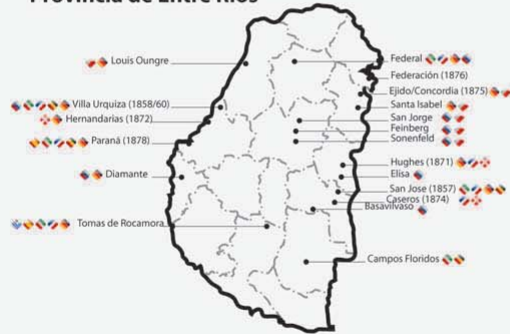 Provincia de Entre Ríos
Louis Oungre
Villa Urquiza (1858/60)
Hernandarias (1872)
Paraná (1878)
Diamante
Tomas de Rocamora
Federal
Federación (1876)
Ejido/Concordia (1875)
Santa Isabel
San Jorge
Feinberg
Sonenfeld
Hughes (1871)
Elisa
San Jose (1857)
Caseros (1874)
Basavilvaso
Campos Floridos